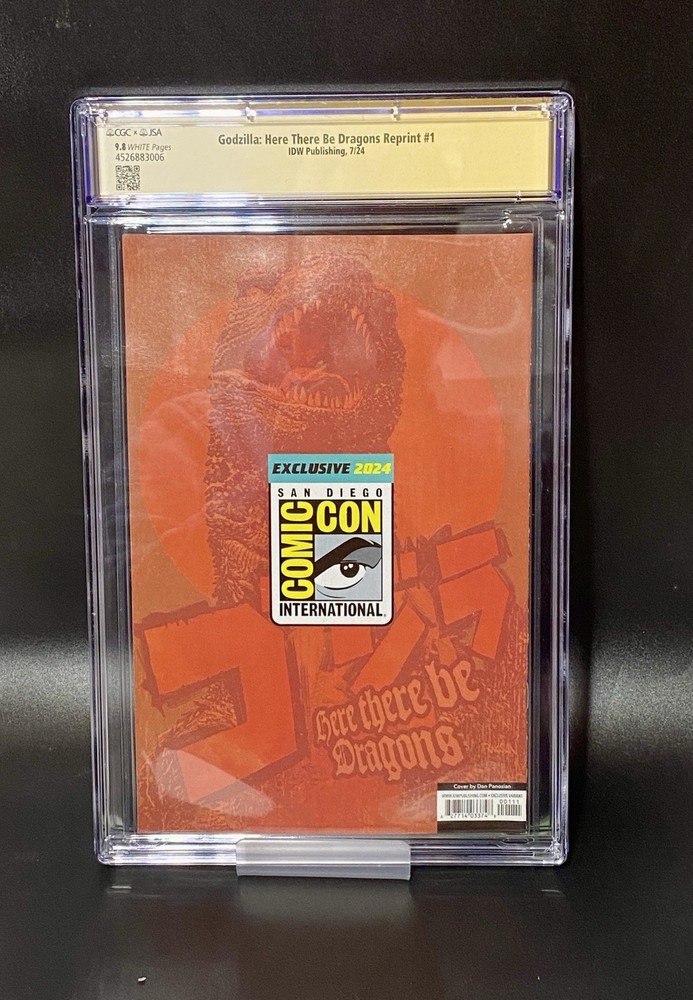 CGC × JSA
9.8 WHITE Pages
4526883006
Godzilla: Here There Be Dragons Reprint #1
IDW Publishing, 7/24
EXCLUSIVE 2024
SAN DIEGO
COMIC CON
INTERNATIONAL
ゴジラ
here there be
Dragons
Cover by Dan Panosian
00111